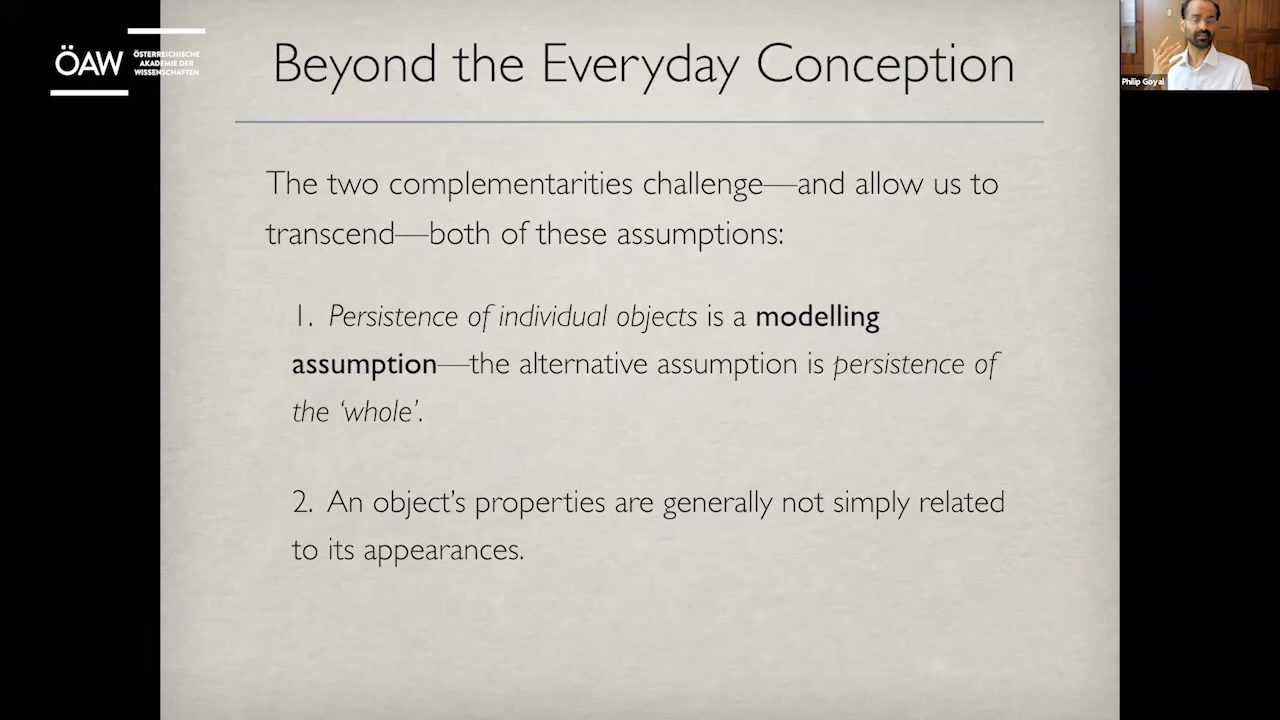 ÖAW
ÖSTERREICHISCHE
AKADEMIE DER
WISSENSCHAFTEN
Beyond the Everyday Conception
Philip Goyal
The two complementarities challenge—and allow us to
transcend—both of these assumptions:
1. Persistence of individual objects is a modelling
assumption—the alternative assumption is persistence of
the ‘whole’.
2. An object’s properties are generally not simply related
to its appearances.